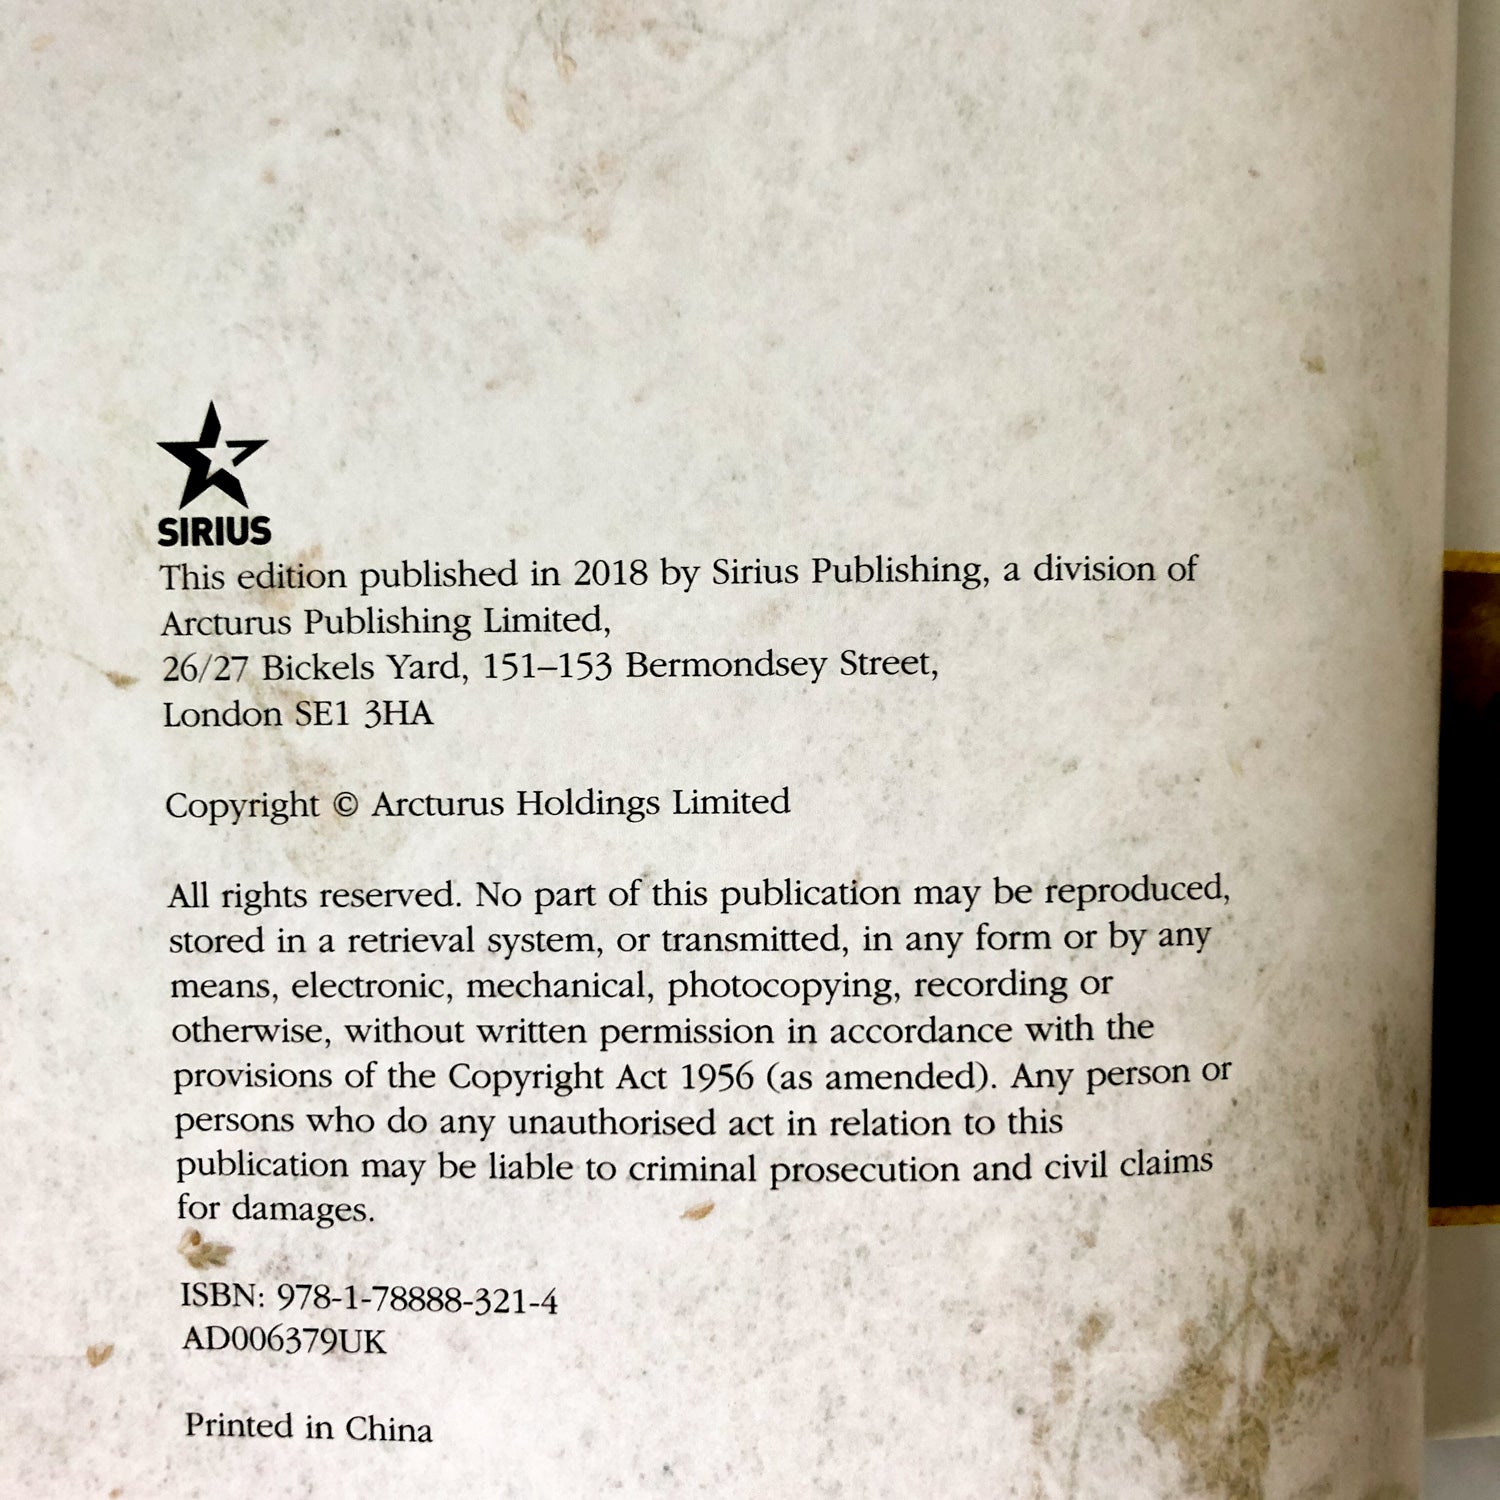 SIRIUS
This edition published in 2018 by Sirius Publishing, a division of
Arcturus Publishing Limited,
26/27 Bickels Yard, 151–153 Bermondsey Street,
London SE1 3HA
Copyright © Arcturus Holdings Limited
All rights reserved. No part of this publication may be reproduced,
stored in a retrieval system, or transmitted, in any form or by any
means, electronic, mechanical, photocopying, recording or
otherwise, without written permission in accordance with the
provisions of the Copyright Act 1956 (as amended). Any person or
persons who do any unauthorised act in relation to this
publication may be liable to criminal prosecution and civil claims
for damages.
ISBN: 978-1-78888-321-4
AD006379UK
Printed in China